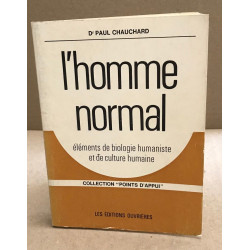 Dr PAUL CHAUCHARD
l'homme
normal
éléments de biologie humaniste
et de culture humaine
COLLECTION "POINTS D'APPUI"
LES ÉDITIONS OUVRIÈRES